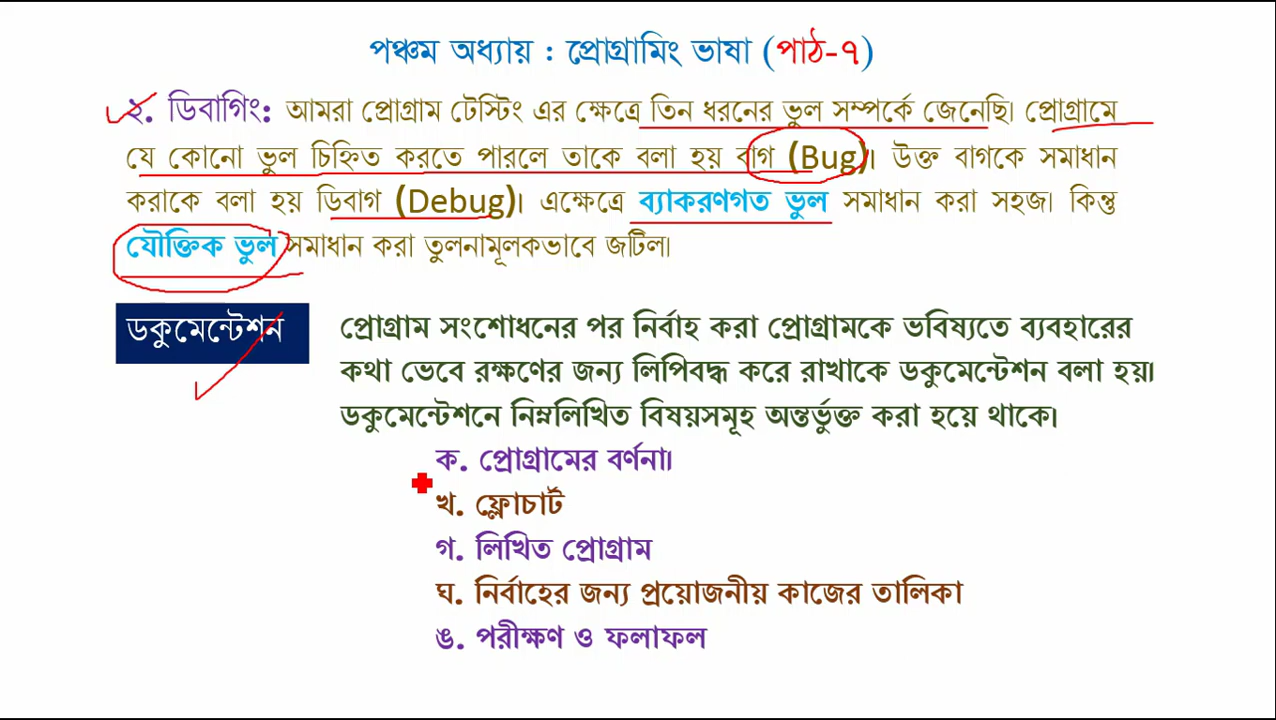 পঞ্চম অধ্যায় : প্রোগ্রামিং ভাষা (পাঠ-৭)
২. ডিবাগিং: আমরা প্রোগ্রাম টেস্টিং এর ক্ষেত্রে তিন ধরনের ভুল সম্পর্কে জেনেছি। প্রোগ্রামে
যে কোনো ভুল চিহ্নিত করতে পারলে তাকে বলা হয় বাগ (Bug)। উক্ত বাগকে সমাধান
করাকে বলা হয় ডিবাগ (Debug)। এক্ষেত্রে ব্যাকরণগত ভুল সমাধান করা সহজ। কিন্তু
যৌক্তিক ভুল সমাধান করা তুলনামূলকভাবে জটিল।
ডকুমেন্টেশন
প্রোগ্রাম সংশোধনের পর নির্বাহ করা প্রোগ্রামকে ভবিষ্যতে ব্যবহারের
কথা ভেবে রক্ষণের জন্য লিপিবদ্ধ করে রাখাকে ডকুমেন্টেশন বলা হয়।
ডকুমেন্টেশনে নিম্নলিখিত বিষয়সমূহ অন্তর্ভুক্ত করা হয়ে থাকে।
ক. প্রোগ্রামের বর্ণনা।
খ. ফ্লোচার্ট
গ. লিখিত প্রোগ্রাম
ঘ. নির্বাহের জন্য প্রয়োজনীয় কাজের তালিকা
ঙ. পরীক্ষণ ও ফলাফল